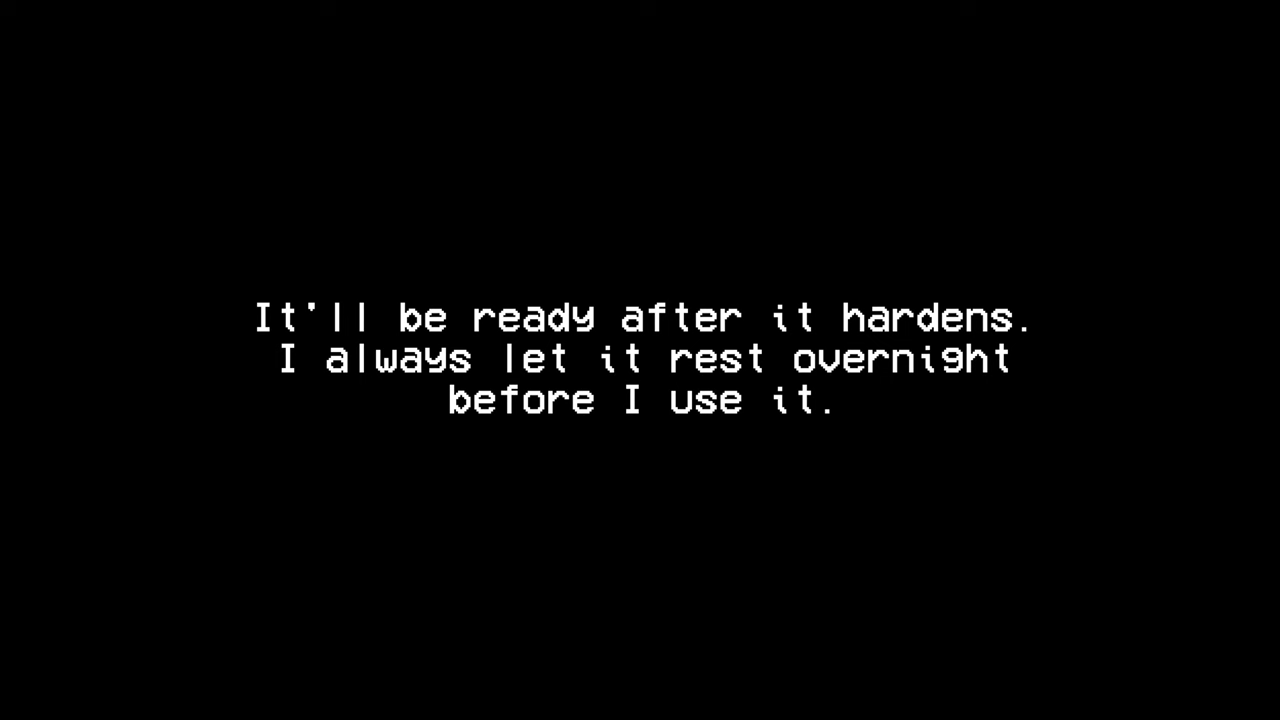 It'll be ready after it hardens.
I always let it rest overnight
before I use it.